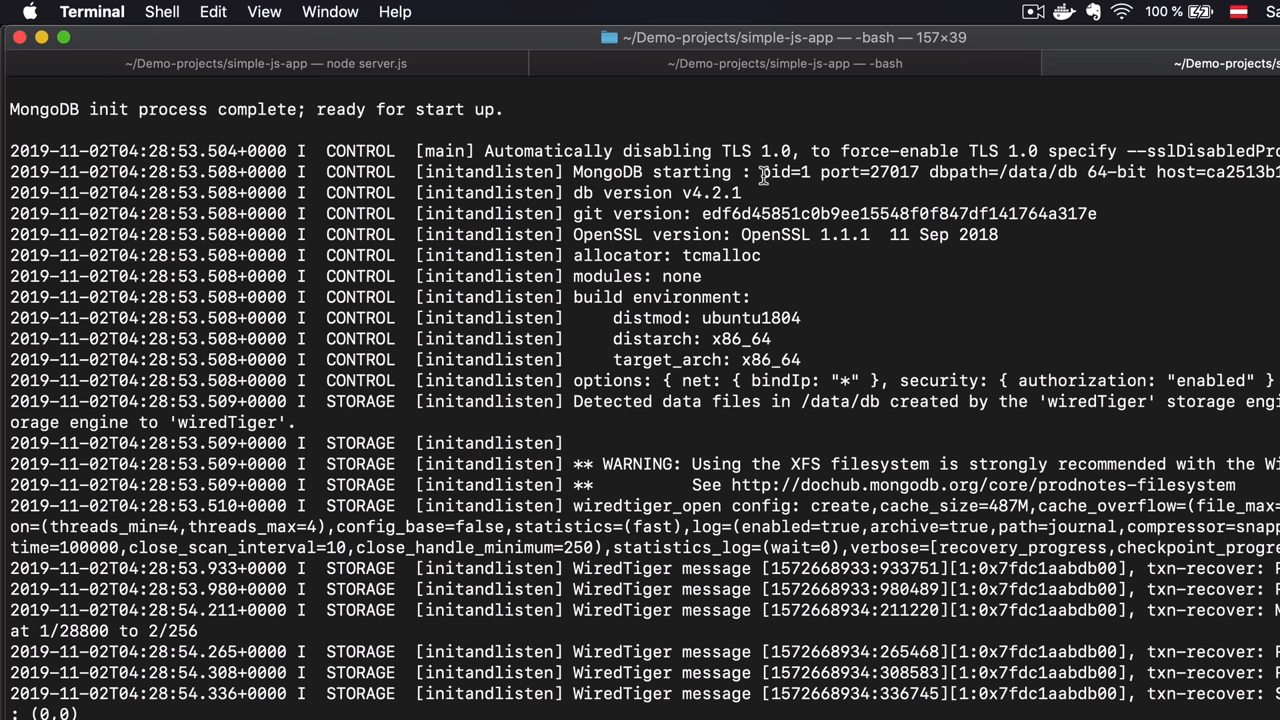 Terminal Shell Edit View Window Help 100 %
~/Demo-projects/simple-js-app — -bash — 157×39
~/Demo-projects/simple-js-app — node server.js ~/Demo-projects/simple-js-app — -bash ~/Demo-projects/
MongoDB init process complete; ready for start up.
2019-11-02T04:28:53.504+0000 I  CONTROL  [main] Automatically disabling TLS 1.0, to force-enable TLS 1.0 specify --sslDisabledPro
2019-11-02T04:28:53.508+0000 I  CONTROL  [initandlisten] MongoDB starting : pid=1 port=27017 dbpath=/data/db 64-bit host=ca2513b1
2019-11-02T04:28:53.508+0000 I  CONTROL  [initandlisten] db version v4.2.1
2019-11-02T04:28:53.508+0000 I  CONTROL  [initandlisten] git version: edf6d45851c0b9ee15548f0f847df141764a317e
2019-11-02T04:28:53.508+0000 I  CONTROL  [initandlisten] OpenSSL version: OpenSSL 1.1.1  11 Sep 2018
2019-11-02T04:28:53.508+0000 I  CONTROL  [initandlisten] allocator: tcmalloc
2019-11-02T04:28:53.508+0000 I  CONTROL  [initandlisten] modules: none
2019-11-02T04:28:53.508+0000 I  CONTROL  [initandlisten] build environment:
2019-11-02T04:28:53.508+0000 I  CONTROL  [initandlisten]     distmod: ubuntu1804
2019-11-02T04:28:53.508+0000 I  CONTROL  [initandlisten]     distarch: x86_64
2019-11-02T04:28:53.508+0000 I  CONTROL  [initandlisten]     target_arch: x86_64
2019-11-02T04:28:53.508+0000 I  CONTROL  [initandlisten] options: { net: { bindIp: "*" }, security: { authorization: "enabled" }
2019-11-02T04:28:53.509+0000 I  STORAGE  [initandlisten] Detected data files in /data/db created by the 'wiredTiger' storage engi
orage engine to 'wiredTiger'.
2019-11-02T04:28:53.509+0000 I  STORAGE  [initandlisten]
2019-11-02T04:28:53.509+0000 I  STORAGE  [initandlisten] ** WARNING: Using the XFS filesystem is strongly recommended with the Wi
2019-11-02T04:28:53.509+0000 I  STORAGE  [initandlisten] **          See http://dochub.mongodb.org/core/prodnotes-filesystem
2019-11-02T04:28:53.510+0000 I  STORAGE  [initandlisten] wiredtiger_open config: create,cache_size=487M,cache_overflow=(file_max=
on=(threads_min=4,threads_max=4),config_base=false,statistics=(fast),log=(enabled=true,archive=true,path=journal,compressor=snapp
time=100000,close_scan_interval=10,close_handle_minimum=250),statistics_log=(wait=0),verbose=[recovery_progress,checkpoint_progre
2019-11-02T04:28:53.933+0000 I  STORAGE  [initandlisten] WiredTiger message [1572668933:933751][1:0x7fdc1aabdb00], txn-recover:
2019-11-02T04:28:53.980+0000 I  STORAGE  [initandlisten] WiredTiger message [1572668933:980489][1:0x7fdc1aabdb00], txn-recover:
2019-11-02T04:28:54.211+0000 I  STORAGE  [initandlisten] WiredTiger message [1572668934:211220][1:0x7fdc1aabdb00], txn-recover:
at 1/28800 to 2/256
2019-11-02T04:28:54.265+0000 I  STORAGE  [initandlisten] WiredTiger message [1572668934:265468][1:0x7fdc1aabdb00], txn-recover:
2019-11-02T04:28:54.308+0000 I  STORAGE  [initandlisten] WiredTiger message [1572668934:308583][1:0x7fdc1aabdb00], txn-recover:
2019-11-02T04:28:54.336+0000 I  STORAGE  [initandlisten] WiredTiger message [1572668934:336745][1:0x7fdc1aabdb00], txn-recover:
: (0,0)